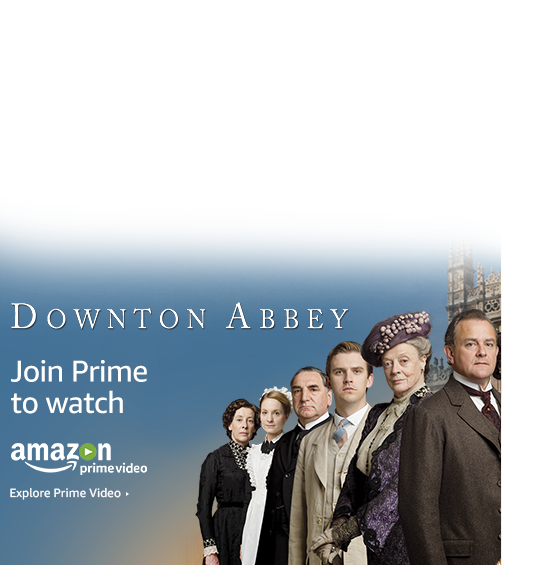 DOWNTON ABBEY
Join Prime
to watch
amazon
prime video
Explore Prime Video ›